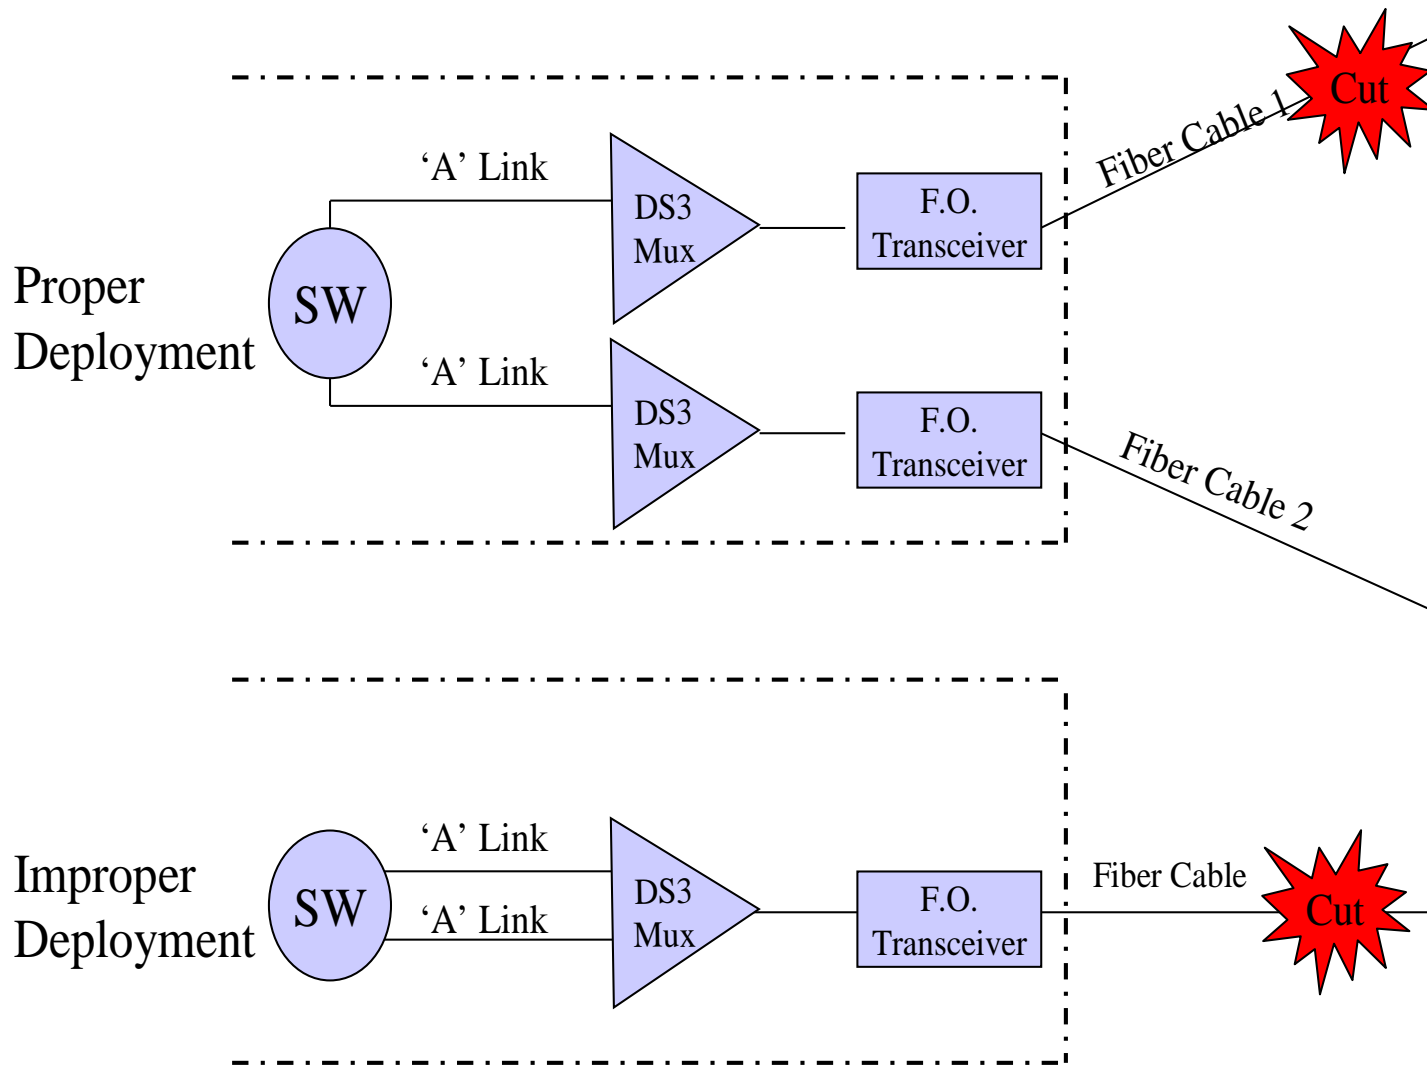 Cut
Fiber Cable 1
‘A’ Link
DS3
Mux
F.O.
Transceiver
Proper
Deployment
SW
‘A’ Link
DS3
Mux
F.O.
Transceiver
Fiber Cable 2
Improper
Deployment
SW
‘A’ Link
‘A’ Link
DS3
Mux
F.O.
Transceiver
Fiber Cable
Cut